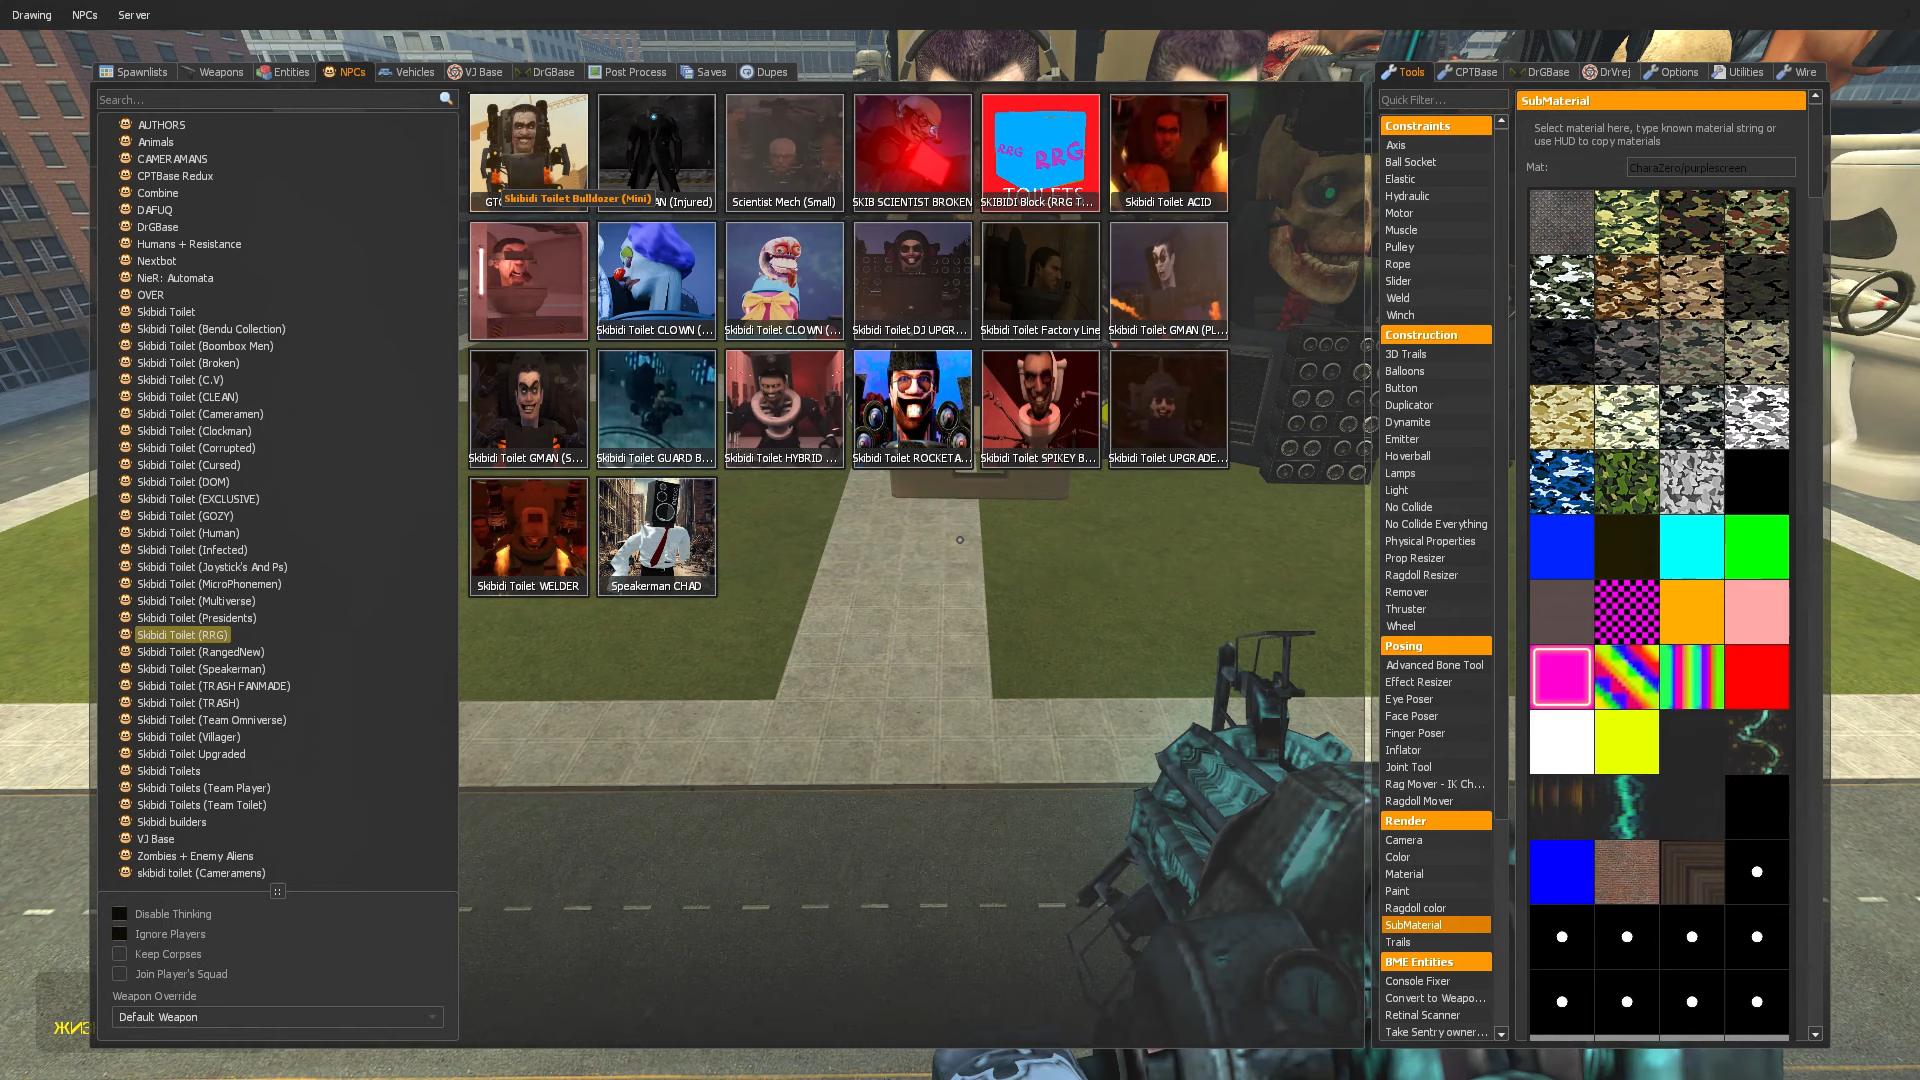 Drawing NPCs Server
Spawnlists Weapons Entities NPCs Vehicles VJ Base DrGBase Post Process Saves Dupes
Search...
AUTHORS
Animals
CAMERAMANS
CPTBase Redux
Combine
DAFUQ
DrGBase
Humans + Resistance
Nextbot
NieR: Automata
OVER
Skibidi Toilet
Skibidi Toilet (Bendu Collection)
Skibidi Toilet (Boombox Men)
Skibidi Toilet (Broken)
Skibidi Toilet (C.V)
Skibidi Toilet (CLEAN)
Skibidi Toilet (Cameramen)
Skibidi Toilet (Clockman)
Skibidi Toilet (Corrupted)
Skibidi Toilet (Cursed)
Skibidi Toilet (DOM)
Skibidi Toilet (EXCLUSIVE)
Skibidi Toilet (GOZY)
Skibidi Toilet (Human)
Skibidi Toilet (Infected)
Skibidi Toilet (Joystick's And Ps)
Skibidi Toilet (MicroPhonemen)
Skibidi Toilet (Multiverse)
Skibidi Toilet (Presidents)
Skibidi Toilet (RRG)
Skibidi Toilet (RangedNew)
Skibidi Toilet (Speakerman)
Skibidi Toilet (TRASH FANMADE)
Skibidi Toilet (TRASH)
Skibidi Toilet (Team Omniverse)
Skibidi Toilet (Villager)
Skibidi Toilet Upgraded
Skibidi Toilets
Skibidi Toilets (Team Player)
Skibidi Toilets (Team Toilet)
Skibidi builders
VJ Base
Zombies + Enemy Aliens
skibidi toilet (Cameramens)
Disable Thinking
Ignore Players
Keep Corpses
Join Player's Squad
Weapon Override
Default Weapon
ЖИЗ
RRG RRG
TOILETS
Skibidi Toilet Bulldozer (Mini)
GT AN (Injured) Scientist Mech (Small) SKIB SCIENTIST BROKEN SKIBIDI Block (RRG T... Skibidi Toilet ACID
Skibidi Toilet CLOWN (... Skibidi Toilet CLOWN (... Skibidi Toilet DJ UPGR... Skibidi Toilet Factory Line Skibidi Toilet GMAN (PL...
Skibidi Toilet GMAN (S... Skibidi Toilet GUARD B... Skibidi Toilet HYBRID ... Skibidi Toilet ROCKETA... Skibidi Toilet SPIKEY B... Skibidi Toilet UPGRADE...
Skibidi Toilet WELDER Speakerman CHAD
Tools CPTBase DrGBase DrVrej Options Utilities Wire
Quick Filter...
Constraints
Axis
Ball Socket
Elastic
Hydraulic
Motor
Muscle
Pulley
Rope
Slider
Weld
Winch
Construction
3D Trails
Balloons
Button
Duplicator
Dynamite
Emitter
Hoverball
Lamps
Light
No Collide
No Collide Everything
Physical Properties
Prop Resizer
Ragdoll Resizer
Remover
Thruster
Wheel
Posing
Advanced Bone Tool
Effect Resizer
Eye Poser
Face Poser
Finger Poser
Inflator
Joint Tool
Rag Mover - IK Ch...
Ragdoll Mover
Render
Camera
Color
Material
Paint
Ragdoll color
SubMaterial
Trails
BME Entities
Console Fixer
Convert to Weapo...
Retinal Scanner
Take Sentry owner...
SubMaterial
Select material here, type known material string or
use HUD to copy materials
Mat: CharaZero/purplescreen